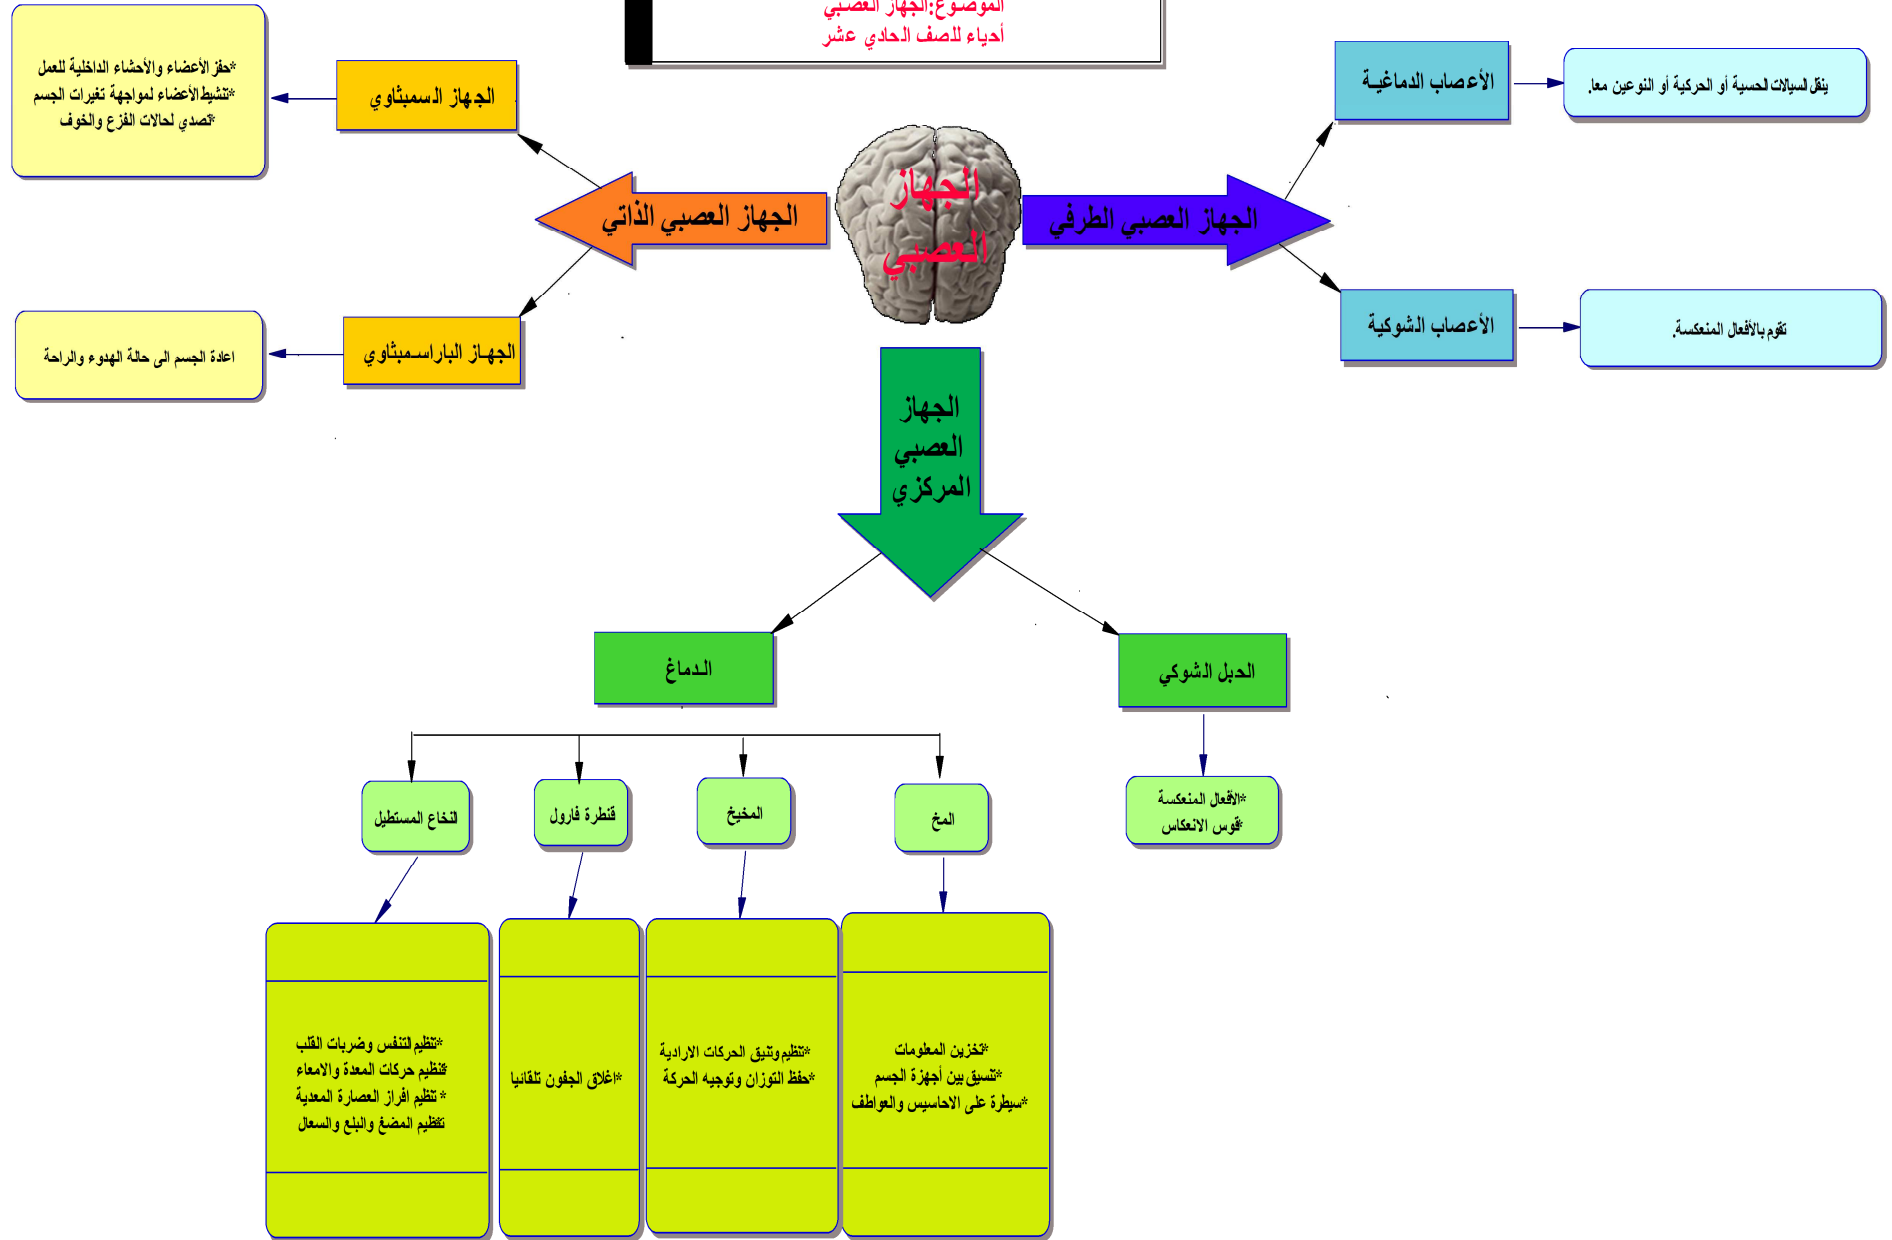 الموضوع:الجهاز العصبي
أحياء للصف الحادي عشر
الجهاز
العصبي
الجهاز العصبي الطرفي
الأعصاب الدماغية
ينقل السيالات الحسية أو الحركية أو النوعين معا.
الأعصاب الشوكية
تقوم بالأفعال المنعكسة.
الجهاز العصبي الذاتي
الجهاز السمبثاوي
*حفز الأعضاء والأحشاء الداخلية للعمل
*تنشيط الأعضاء لمواجهة تغيرات الجسم
*تصدي لحالات الفزع والخوف
الجهاز الباراسمبثاوي
اعادة الجسم الى حالة الهدوء والراحة
الجهاز
العصبي
المركزي
الحبل الشوكي
*الأفعال المنعكسة
*قوس الانعكاس
الدماغ
المخ
المخيخ
قنطرة فارول
النخاع المستطيل
*تخزين المعلومات
*تنسيق بين أجهزة الجسم
*سيطرة على الاحاسيس والعواطف
*تنظيم وتنيق الحركات الارادية
*حفظ التوزان وتوجيه الحركة
*اغلاق الجفون تلقائيا
*تنظيم التنفس وضربات القلب
*تنظيم حركات المعدة والامعاء
* تنظيم افراز العصارة المعدية
*تنظيم المضغ والبلع والسعال